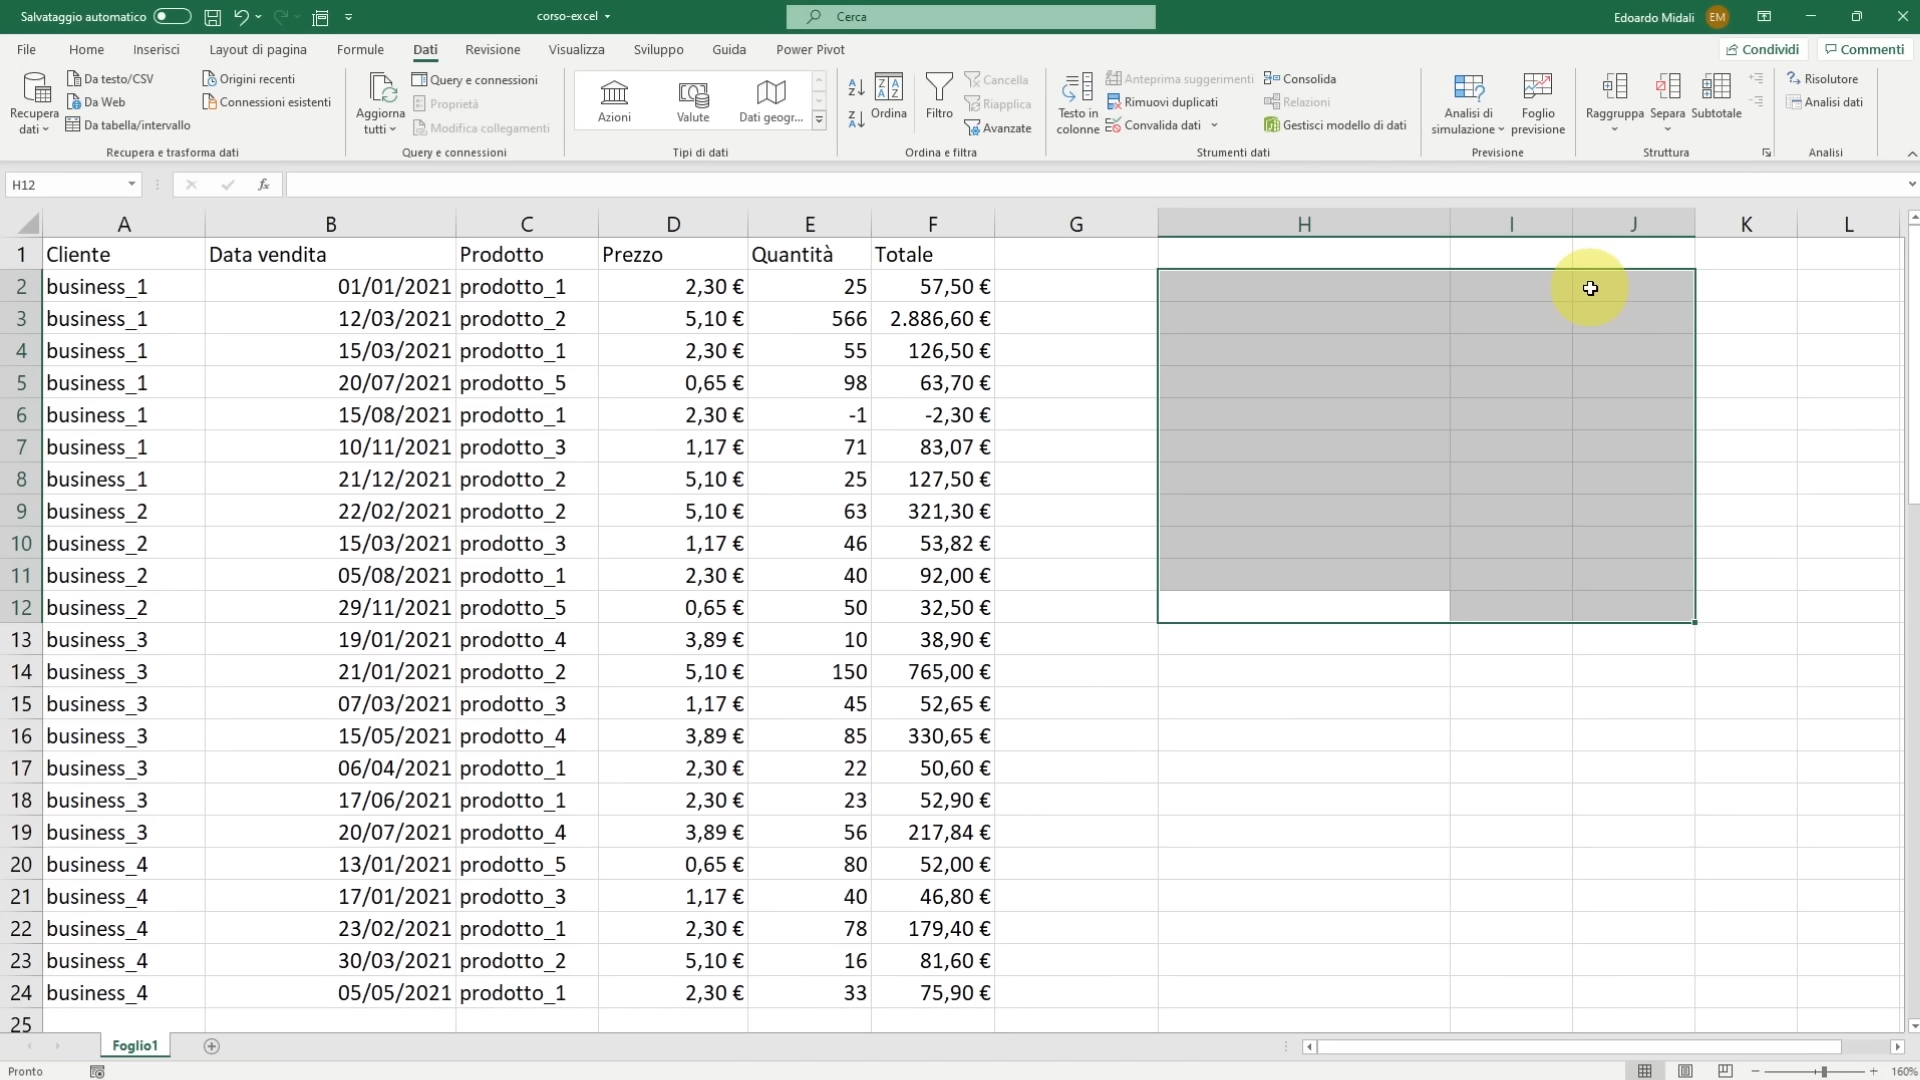 Salvataggio automatico
corso-excel
Cerca
Edoardo Midali
EM
File Home Inserisci Layout di pagina Formule Dati Revisione Visualizza Sviluppo Guida Power Pivot
Condividi
Commenti
Recupera dati
Da testo/CSV
Da Web
Da tabella/intervallo
Origini recenti
Connessioni esistenti
Recupera e trasforma dati
Aggiorna tutti
Query e connessioni
Proprietà
Modifica collegamenti
Query e connessioni
Azioni
Valute
Dati geogr...
Tipi di dati
Ordina
Filtro
Cancella
Riapplica
Avanzate
Ordina e filtra
Testo in colonne
Anteprima suggerimenti
Rimuovi duplicati
Convalida dati
Consolida
Relazioni
Gestisci modello di dati
Strumenti dati
Analisi di simulazione
Foglio previsione
Previsione
Raggruppa
Separa
Subtotale
Struttura
Risolutore
Analisi dati
Analisi
H12
fx
A B C D E F G H I J K L
1 Cliente Data vendita Prodotto Prezzo Quantità Totale
2 business_1 01/01/2021 prodotto_1 2,30 € 25 57,50 €
3 business_1 12/03/2021 prodotto_2 5,10 € 566 2.886,60 €
4 business_1 15/03/2021 prodotto_1 2,30 € 55 126,50 €
5 business_1 20/07/2021 prodotto_5 0,65 € 98 63,70 €
6 business_1 15/08/2021 prodotto_1 2,30 € -1 -2,30 €
7 business_1 10/11/2021 prodotto_3 1,17 € 71 83,07 €
8 business_1 21/12/2021 prodotto_2 5,10 € 25 127,50 €
9 business_2 22/02/2021 prodotto_2 5,10 € 63 321,30 €
10 business_2 15/03/2021 prodotto_3 1,17 € 46 53,82 €
11 business_2 05/08/2021 prodotto_1 2,30 € 40 92,00 €
12 business_2 29/11/2021 prodotto_5 0,65 € 50 32,50 €
13 business_3 19/01/2021 prodotto_4 3,89 € 10 38,90 €
14 business_3 21/01/2021 prodotto_2 5,10 € 150 765,00 €
15 business_3 07/03/2021 prodotto_3 1,17 € 45 52,65 €
16 business_3 15/05/2021 prodotto_4 3,89 € 85 330,65 €
17 business_3 06/04/2021 prodotto_1 2,30 € 22 50,60 €
18 business_3 17/06/2021 prodotto_1 2,30 € 23 52,90 €
19 business_3 20/07/2021 prodotto_4 3,89 € 56 217,84 €
20 business_4 13/01/2021 prodotto_5 0,65 € 80 52,00 €
21 business_4 17/01/2021 prodotto_3 1,17 € 40 46,80 €
22 business_4 23/02/2021 prodotto_1 2,30 € 78 179,40 €
23 business_4 30/03/2021 prodotto_2 5,10 € 16 81,60 €
24 business_4 05/05/2021 prodotto_1 2,30 € 33 75,90 €
25
Foglio1
Pronto
160%